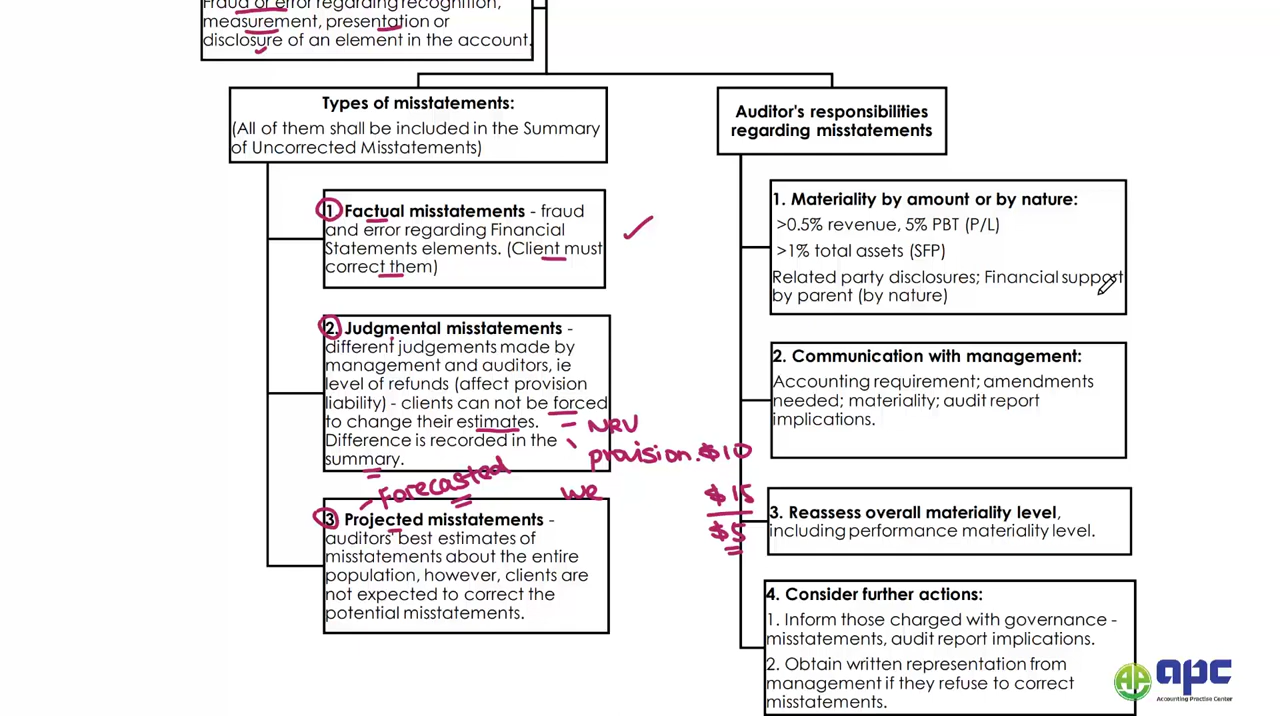 Fraud or error regarding recognition,
measurement, presentation or
disclosure of an element in the account.
Types of misstatements:
(All of them shall be included in the Summary
of Uncorrected Misstatements)
1. Factual misstatements - fraud
and error regarding Financial
Statements elements. (Client must
correct them)
2. Judgmental misstatements -
different judgements made by
management and auditors, ie
level of refunds (affect provision
liability) - clients can not be forced
to change their estimates.
Difference is recorded in the
summary.
NRV
provision. $10
we $15
$5
- Forecasted
3. Projected misstatements -
auditors' best estimates of
misstatements about the entire
population, however, clients are
not expected to correct the
potential misstatements.
Auditor's responsibilities
regarding misstatements
1. Materiality by amount or by nature:
>0.5% revenue, 5% PBT (P/L)
>1% total assets (SFP)
Related party disclosures; Financial support
by parent (by nature)
2. Communication with management:
Accounting requirement; amendments
needed; materiality; audit report
implications.
3. Reassess overall materiality level,
including performance materiality level.
4. Consider further actions:
1. Inform those charged with governance -
misstatements, audit report implications.
2. Obtain written representation from
management if they refuse to correct
misstatements.
apc
Accounting Practise Center